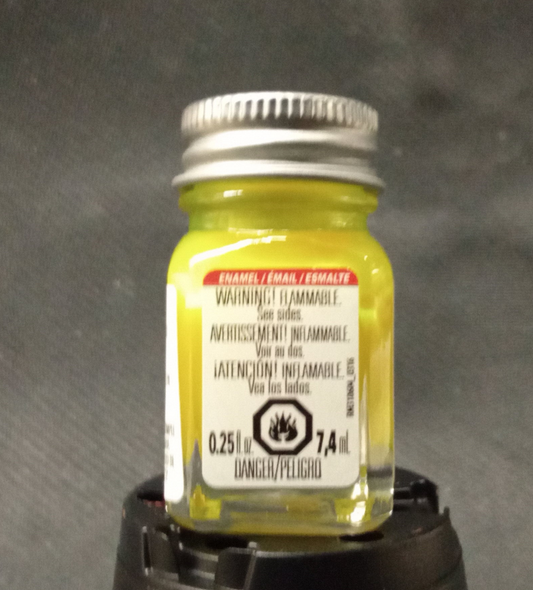 ENAMEL / ÉMAIL / ESMALTE
WARNING! FLAMMABLE.
See sides.
AVERTISSEMENT! INFLAMMABLE.
Voir au dos.
¡ATENCIÓN! INFLAMABLE.
Vea los lados.
0.25 fl. oz. 7,4 mL
DANGER/PELIGRO